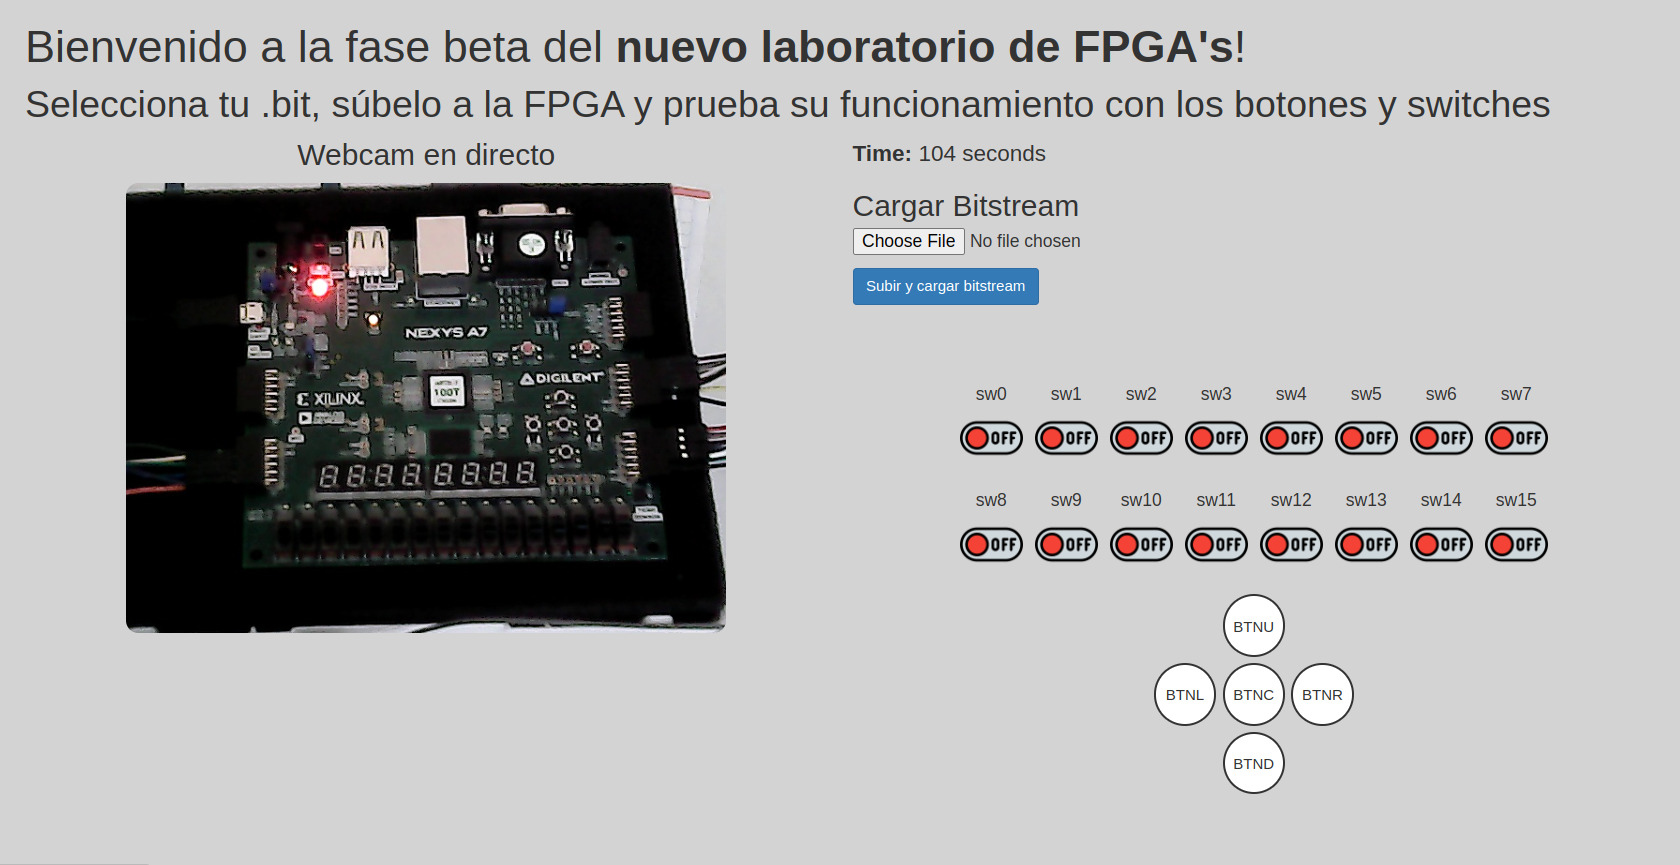 Bienvenido a la fase beta del nuevo laboratorio de FPGA's!
Selecciona tu .bit, súbelo a la FPGA y prueba su funcionamiento con los botones y switches
Webcam en directo
NEXYS A7
DIGILENT
XILINX
100T
Time: 104 seconds
Cargar Bitstream
Choose File No file chosen
Subir y cargar bitstream
sw0 sw1 sw2 sw3 sw4 sw5 sw6 sw7
OFF OFF OFF OFF OFF OFF OFF OFF
sw8 sw9 sw10 sw11 sw12 sw13 sw14 sw15
OFF OFF OFF OFF OFF OFF OFF OFF
BTNU
BTNL BTNC BTNR
BTND